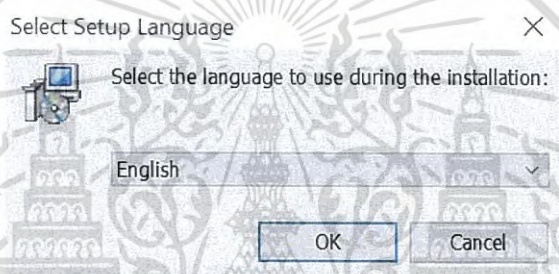 Select Setup Language
Select the language to use during the installation:
English
OK
Cancel